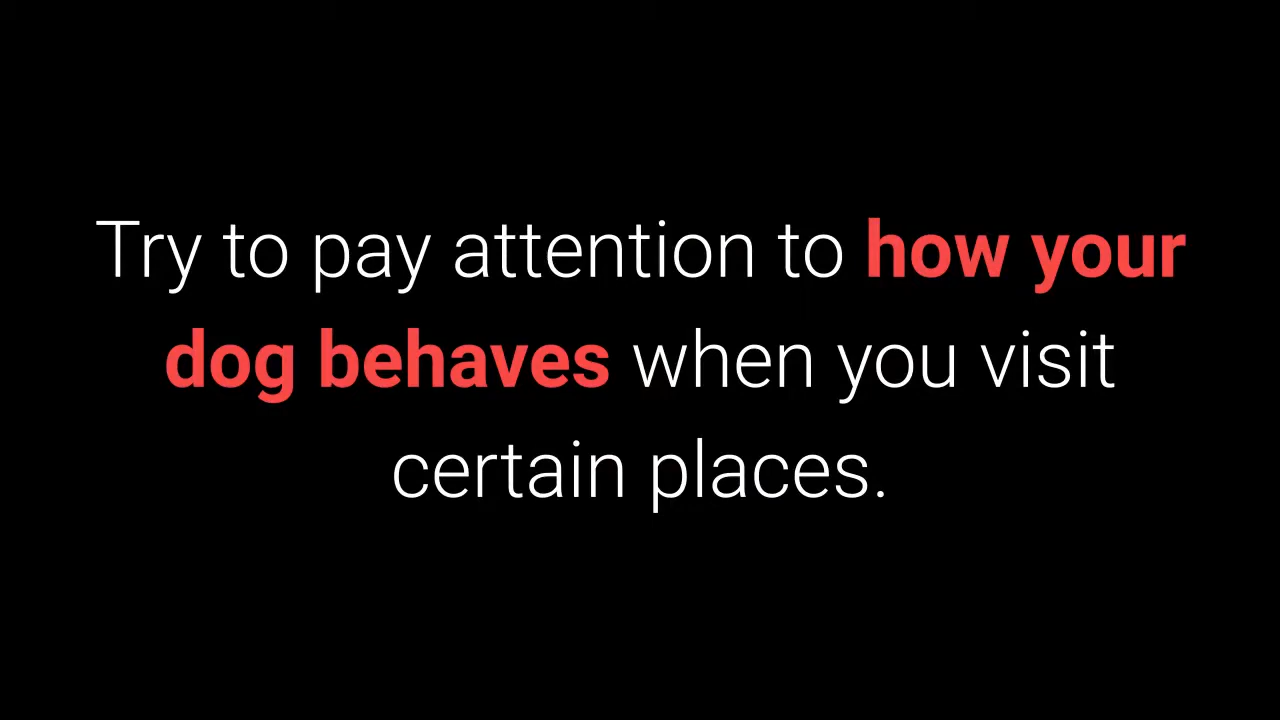 Try to pay attention to how your
dog behaves when you visit
certain places.